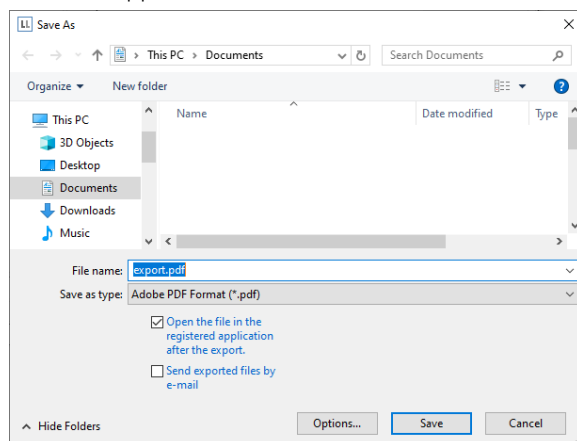 LL Save As
This PC > Documents
Search Documents
Organize
New folder
This PC
3D Objects
Desktop
Documents
Downloads
Music
Name
Date modified
Type
File name: export.pdf
Save as type: Adobe PDF Format (*.pdf)
Open the file in the
registered application
after the export.
Send exported files by
e-mail
Hide Folders
Options...
Save
Cancel